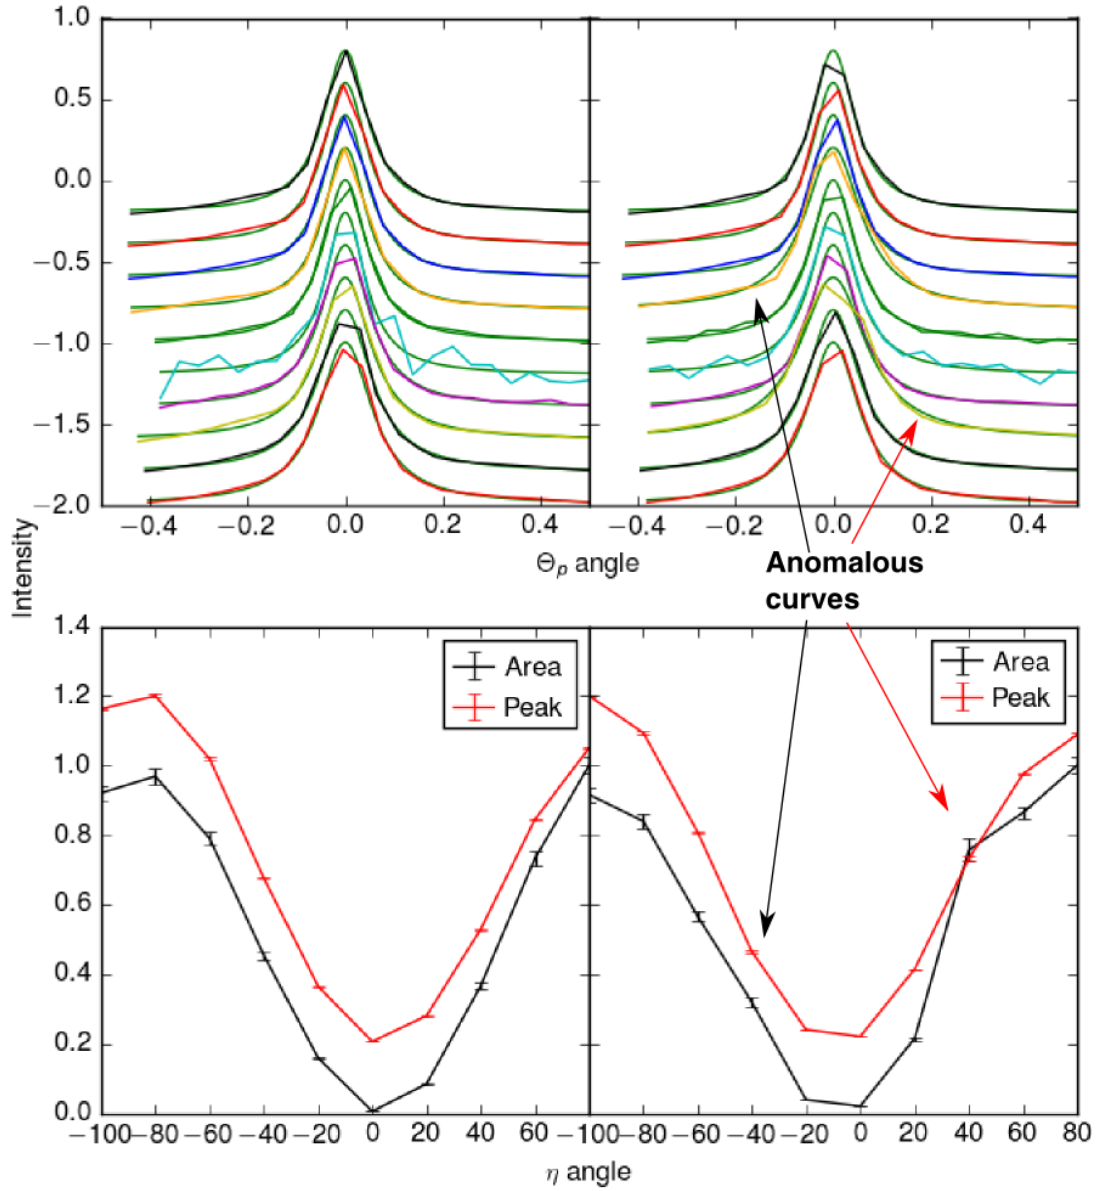 1.0
0.5
0.0
−0.5
−1.0
−1.5
−2.0
−0.4 −0.2 0.0 0.2 0.4 −0.4 −0.2 0.0 0.2 0.4
Θp angle
Intensity
Anomalous
curves
1.4
1.2
1.0
0.8
0.6
0.4
0.2
0.0
Area
Peak
Area
Peak
−100 −80 −60 −40 −20 0 20 40 60 −100 −80 −60 −40 −20 0 20 40 60 80
η angle